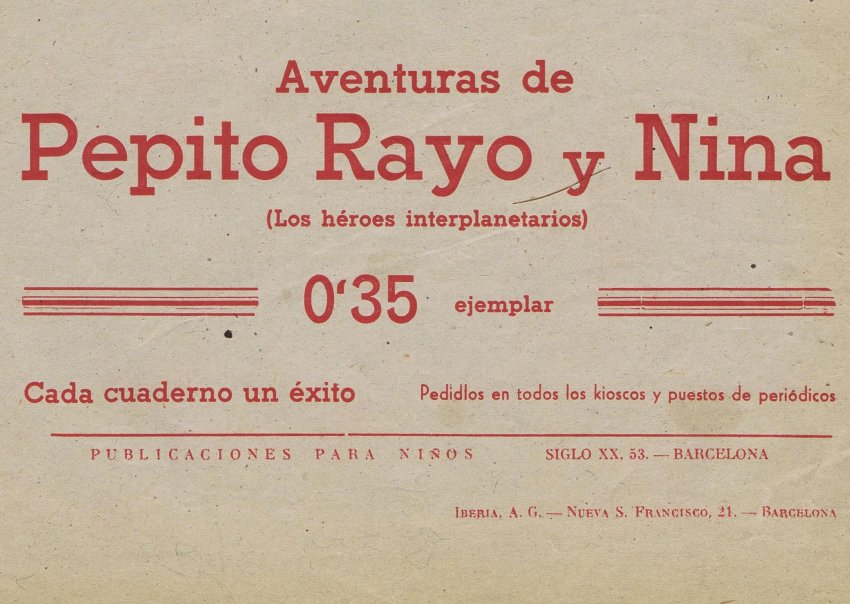 Aventuras de
Pepito Rayo y Nina
(Los héroes interplanetarios)
0'35 ejemplar
Cada cuaderno un éxito Pedidlos en todos los kioscos y puestos de periódicos
PUBLICACIONES PARA NIÑOS SIGLO XX, 53. — BARCELONA
IBERIA, A. G. — NUEVA S. FRANCISCO, 21. — BARCELONA